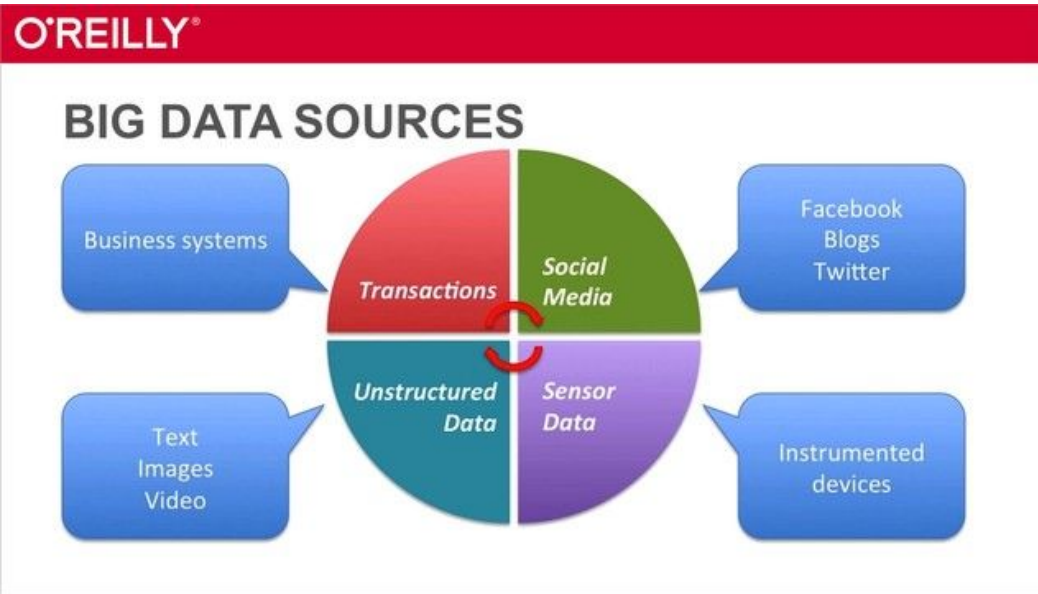 O'REILLY®
BIG DATA SOURCES
Business systems
Transactions
Social
Media
Facebook
Blogs
Twitter
Text
Images
Video
Unstructured
Data
Sensor
Data
Instrumented
devices